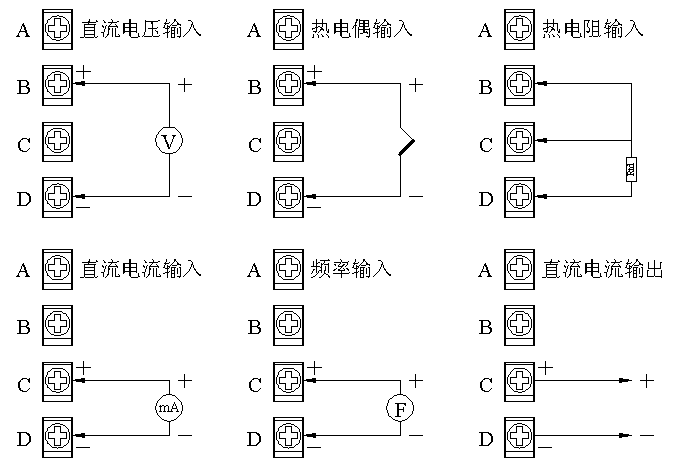 A 直流电压输入
B + +
C V
D − −
A 热电偶输入
B + +
C
D − −
A 热电阻输入
B
C
D Rtd
A 直流电流输入
B
C + +
mA
D − −
A 频率输入
B
C + +
F
D − −
A 直流电流输出
B
C + +
D − −